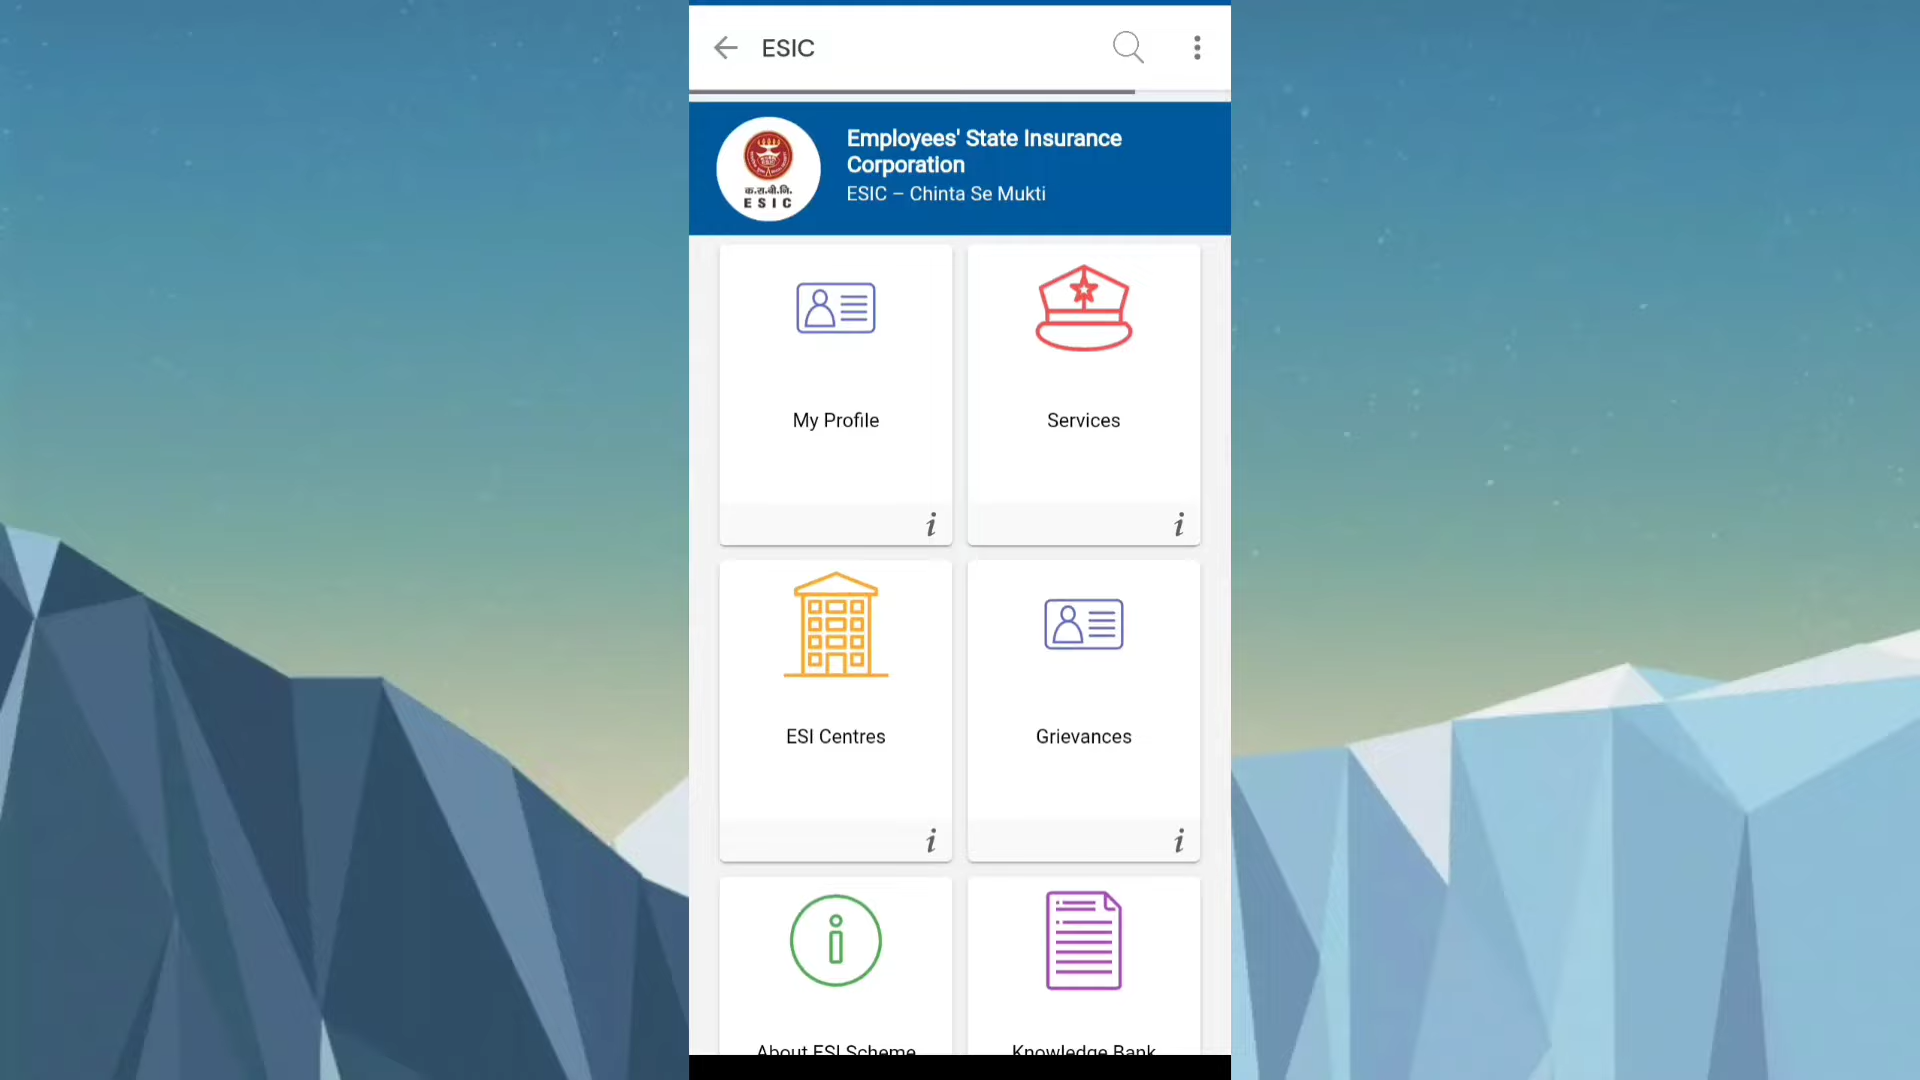 ESIC
Employees' State Insurance
Corporation
ESIC – Chinta Se Mukti
क.रा.बी.नि.
ESIC
My Profile
Services
i
i
ESI Centres
Grievances
i
i
About ESI Scheme
Knowledge Bank